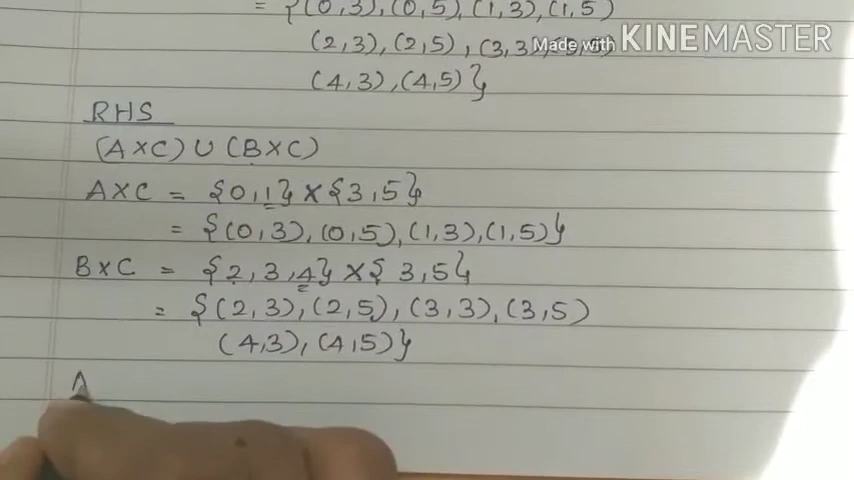 = {(0,3),(0,5),(1,3),(1,5)
(2,3),(2,5),(3,3),(3,5)
Made with KINEMASTER
(4,3),(4,5)}
RHS
(A×C) ∪ (B×C)
A×C = {0,1} × {3,5}
= {(0,3),(0,5),(1,3),(1,5)}
B×C = {2,3,4} × {3,5}
= {(2,3),(2,5),(3,3),(3,5)
(4,3),(4,5)}
A